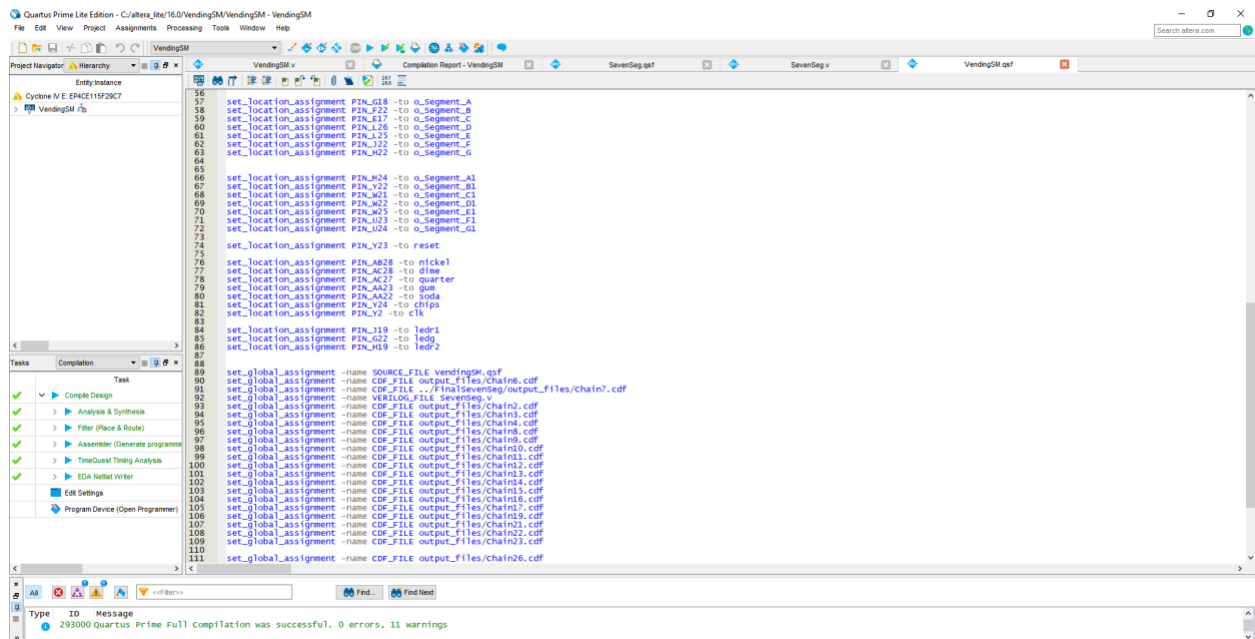 Quartus Prime Lite Edition - C:/altera_lite/16.0/VendingSM/VendingSM - VendingSM
File Edit View Project Assignments Processing Tools Window Help
Search altera.com
VendingSM
Project Navigator Hierarchy
VendingSM.v
Compilation Report - VendingSM
SevenSeg.qsf
SevenSeg.v
VendingSM.qsf
Entity:Instance
Cyclone IV E: EP4CE115F29C7
VendingSM
56
57 set_location_assignment PIN_G18 -to o_Segment_A
58 set_location_assignment PIN_F22 -to o_Segment_B
59 set_location_assignment PIN_E17 -to o_Segment_C
60 set_location_assignment PIN_L26 -to o_Segment_D
61 set_location_assignment PIN_L25 -to o_Segment_E
62 set_location_assignment PIN_J22 -to o_Segment_F
63 set_location_assignment PIN_H22 -to o_Segment_G
64
65
66 set_location_assignment PIN_M24 -to o_Segment_A1
67 set_location_assignment PIN_Y22 -to o_Segment_B1
68 set_location_assignment PIN_W21 -to o_Segment_C1
69 set_location_assignment PIN_W22 -to o_Segment_D1
70 set_location_assignment PIN_W25 -to o_Segment_E1
71 set_location_assignment PIN_U23 -to o_Segment_F1
72 set_location_assignment PIN_U24 -to o_Segment_G1
73
74 set_location_assignment PIN_Y23 -to reset
75
76 set_location_assignment PIN_AB28 -to nickel
77 set_location_assignment PIN_AC28 -to dime
78 set_location_assignment PIN_AC27 -to quarter
79 set_location_assignment PIN_AA23 -to gum
80 set_location_assignment PIN_AA22 -to soda
81 set_location_assignment PIN_Y24 -to chips
82 set_location_assignment PIN_Y2 -to clk
83
84 set_location_assignment PIN_J19 -to ledr1
85 set_location_assignment PIN_G22 -to ledg
86 set_location_assignment PIN_H19 -to ledr2
87
88
89 set_global_assignment -name SOURCE_FILE VendingSM.qsf
90 set_global_assignment -name CDF_FILE output_files/Chain6.cdf
91 set_global_assignment -name CDF_FILE ../FinalSevenSeg/output_files/Chain7.cdf
92 set_global_assignment -name VERILOG_FILE SevenSeg.v
93 set_global_assignment -name CDF_FILE output_files/Chain2.cdf
94 set_global_assignment -name CDF_FILE output_files/Chain3.cdf
95 set_global_assignment -name CDF_FILE output_files/Chain4.cdf
96 set_global_assignment -name CDF_FILE output_files/Chain8.cdf
97 set_global_assignment -name CDF_FILE output_files/Chain9.cdf
98 set_global_assignment -name CDF_FILE output_files/Chain10.cdf
99 set_global_assignment -name CDF_FILE output_files/Chain11.cdf
100 set_global_assignment -name CDF_FILE output_files/Chain12.cdf
101 set_global_assignment -name CDF_FILE output_files/Chain13.cdf
102 set_global_assignment -name CDF_FILE output_files/Chain14.cdf
103 set_global_assignment -name CDF_FILE output_files/Chain15.cdf
104 set_global_assignment -name CDF_FILE output_files/Chain16.cdf
105 set_global_assignment -name CDF_FILE output_files/Chain17.cdf
106 set_global_assignment -name CDF_FILE output_files/Chain19.cdf
107 set_global_assignment -name CDF_FILE output_files/Chain21.cdf
108 set_global_assignment -name CDF_FILE output_files/Chain22.cdf
109 set_global_assignment -name CDF_FILE output_files/Chain23.cdf
110
111 set_global_assignment -name CDF_FILE output_files/Chain26.cdf
Tasks Compilation
Task
Compile Design
Analysis & Synthesis
Fitter (Place & Route)
Assembler (Generate programmin
TimeQuest Timing Analysis
EDA Netlist Writer
Edit Settings
Program Device (Open Programmer)
All <<Filter>> Find... Find Next
Type ID Message
293000 Quartus Prime Full Compilation was successful. 0 errors, 11 warnings